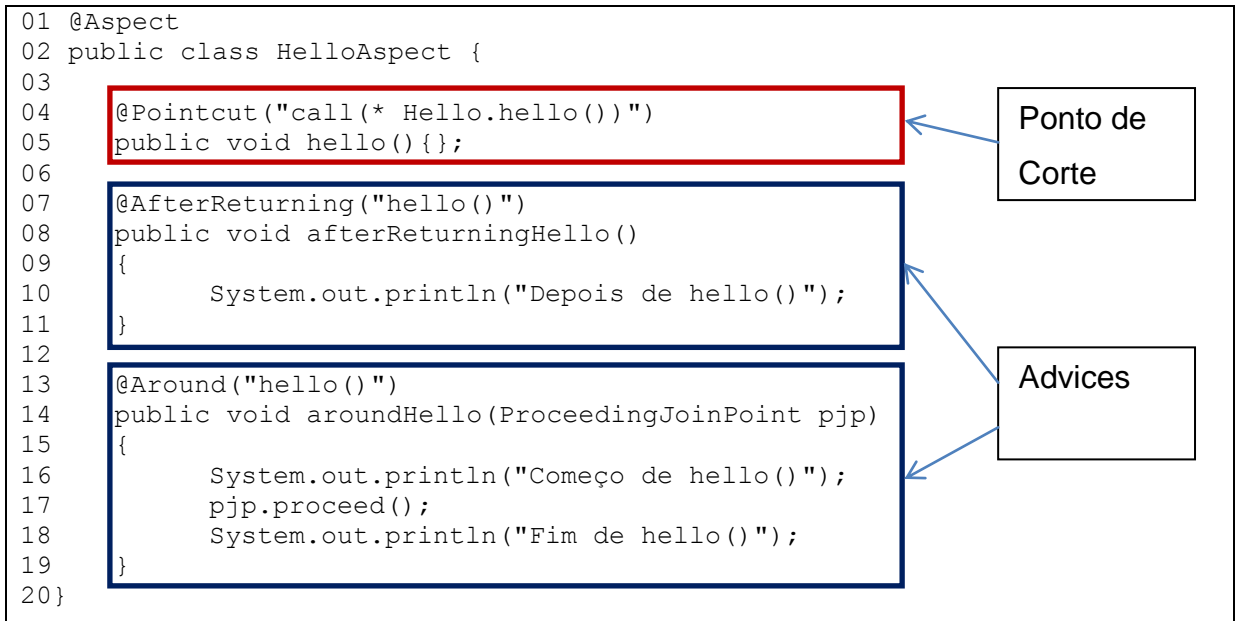 01 @Aspect
02 public class HelloAspect {
03
04 @Pointcut("call(* Hello.hello())")
05 public void hello(){};
06
07 @AfterReturning("hello()")
08 public void afterReturningHello()
09 {
10 System.out.println("Depois de hello()");
11 }
12
13 @Around("hello()")
14 public void aroundHello(ProceedingJoinPoint pjp)
15 {
16 System.out.println("Começo de hello()");
17 pjp.proceed();
18 System.out.println("Fim de hello()");
19 }
20}
Ponto de
Corte
Advices